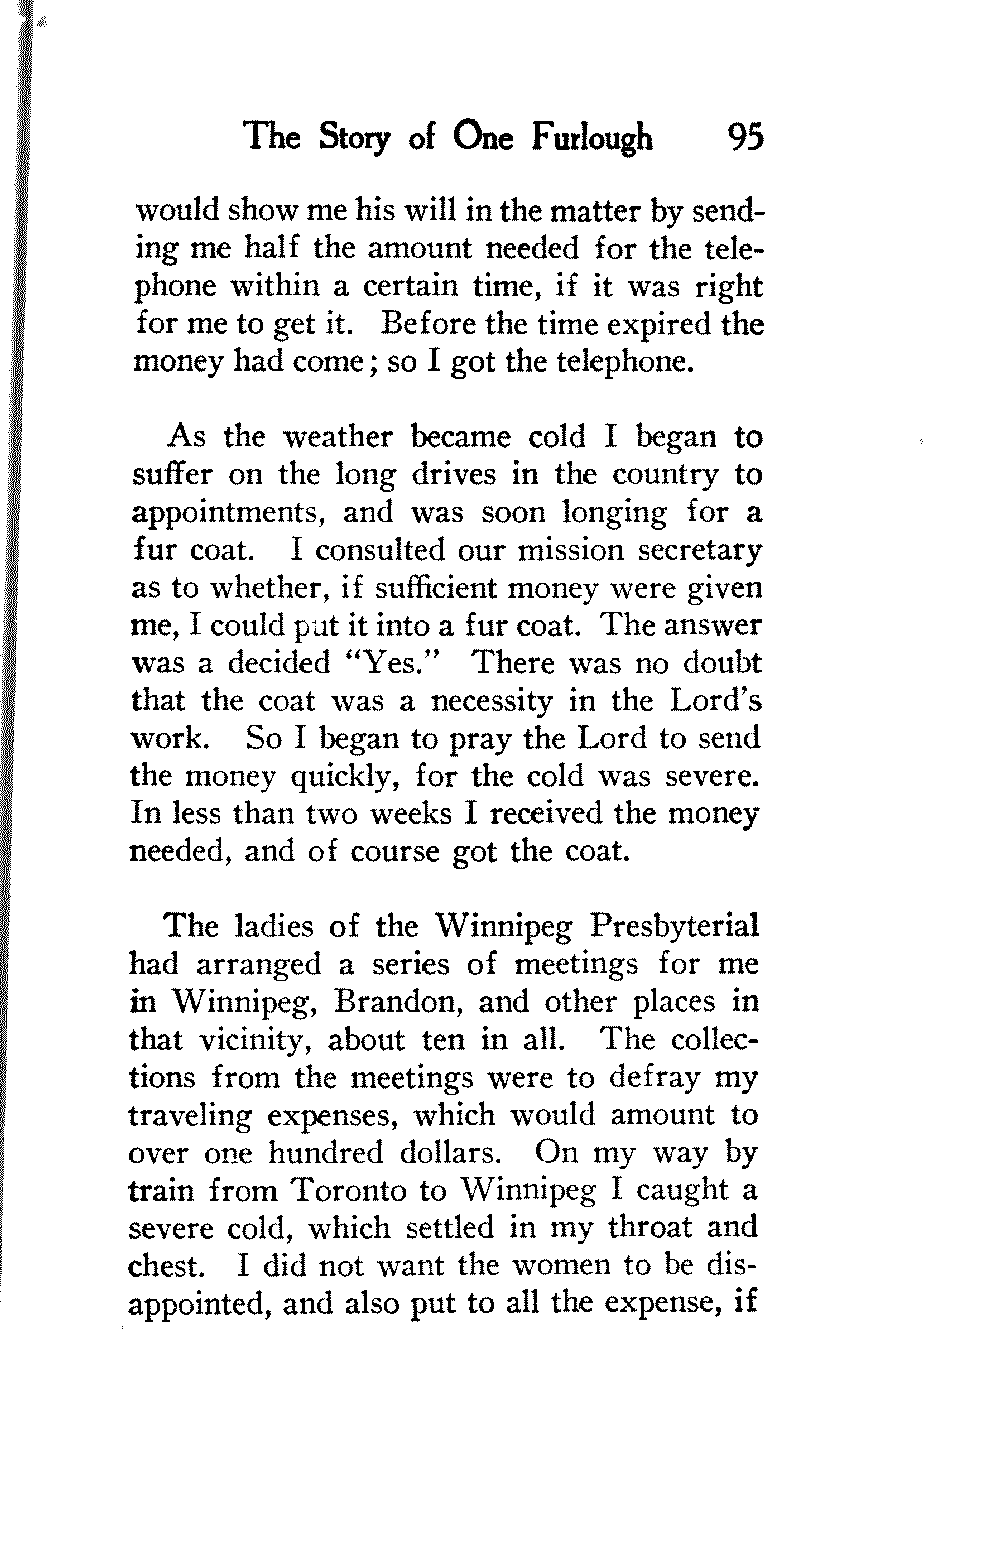 The Story of One Furlough 95
would show me his will in the matter by send-
ing me half the amount needed for the tele-
phone within a certain time, if it was right
for me to get it. Before the time expired the
money had come; so I got the telephone.
As the weather became cold I began to
suffer on the long drives in the country to
appointments, and was soon longing for a
fur coat. I consulted our mission secretary
as to whether, if sufficient money were given
me, I could put it into a fur coat. The answer
was a decided “Yes.” There was no doubt
that the coat was a necessity in the Lord's
work. So I began to pray the Lord to send
the money quickly, for the cold was severe.
In less than two weeks I received the money
needed, and of course got the coat.
The ladies of the Winnipeg Presbyterial
had arranged a series of meetings for me
in Winnipeg, Brandon, and other places in
that vicinity, about ten in all. The collec-
tions from the meetings were to defray my
traveling expenses, which would amount to
over one hundred dollars. On my way by
train from Toronto to Winnipeg I caught a
severe cold, which settled in my throat and
chest. I did not want the women to be dis-
appointed, and also put to all the expense, if